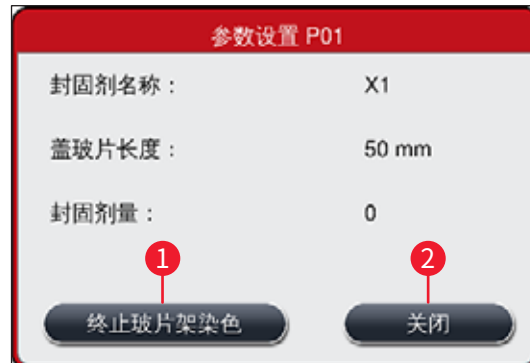 参数设置 P01
封固剂名称： X1
盖玻片长度： 50 mm
封固剂量： 0
1 2
终止玻片架染色 关闭